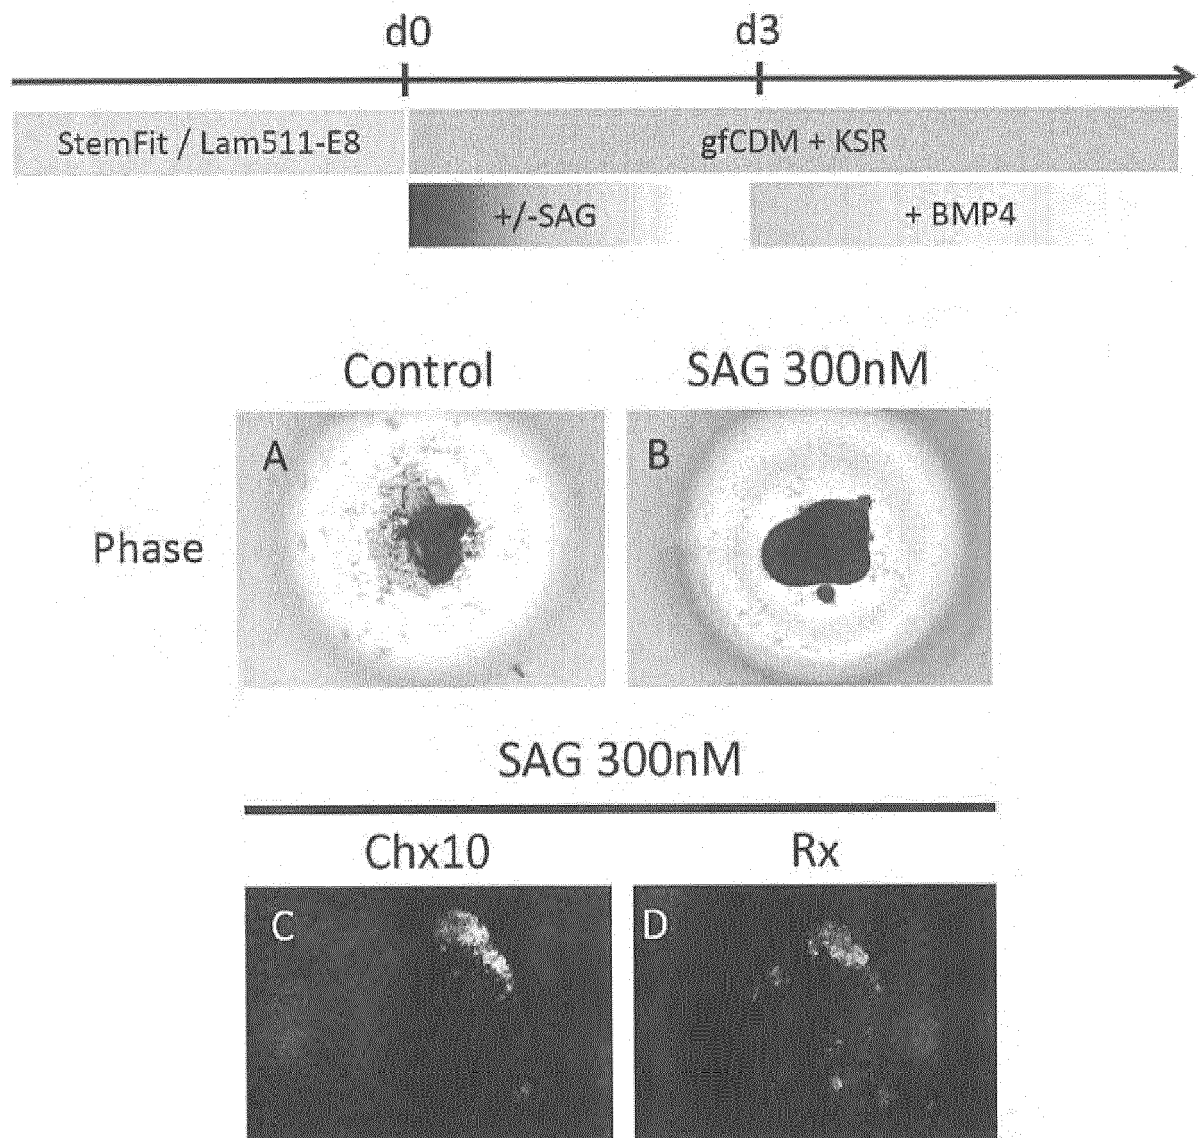 d0 d3
StemFit / Lam511-E8 gfCDM + KSR
+/-SAG + BMP4
Control SAG 300nM
A B
Phase
SAG 300nM
Chx10 Rx
C D